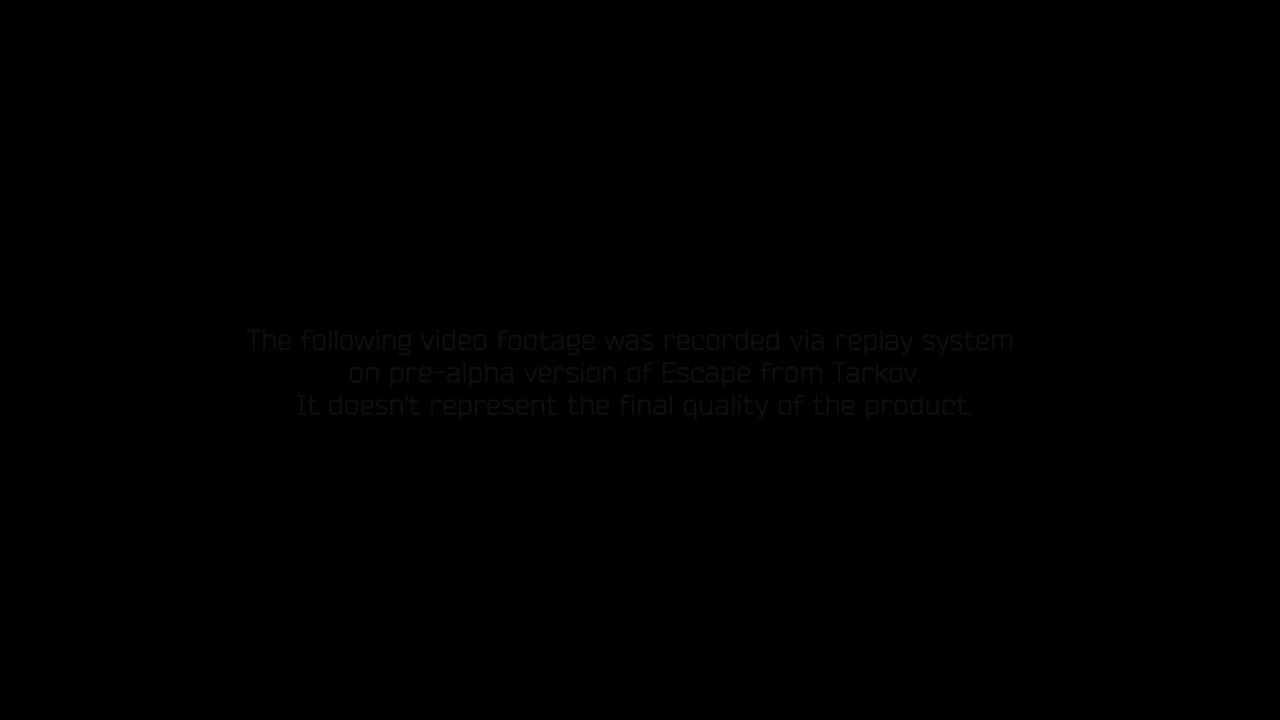 The following video footage was recorded via replay system
on pre-alpha version of Escape from Tarkov.
It doesn't represent the final quality of the product.